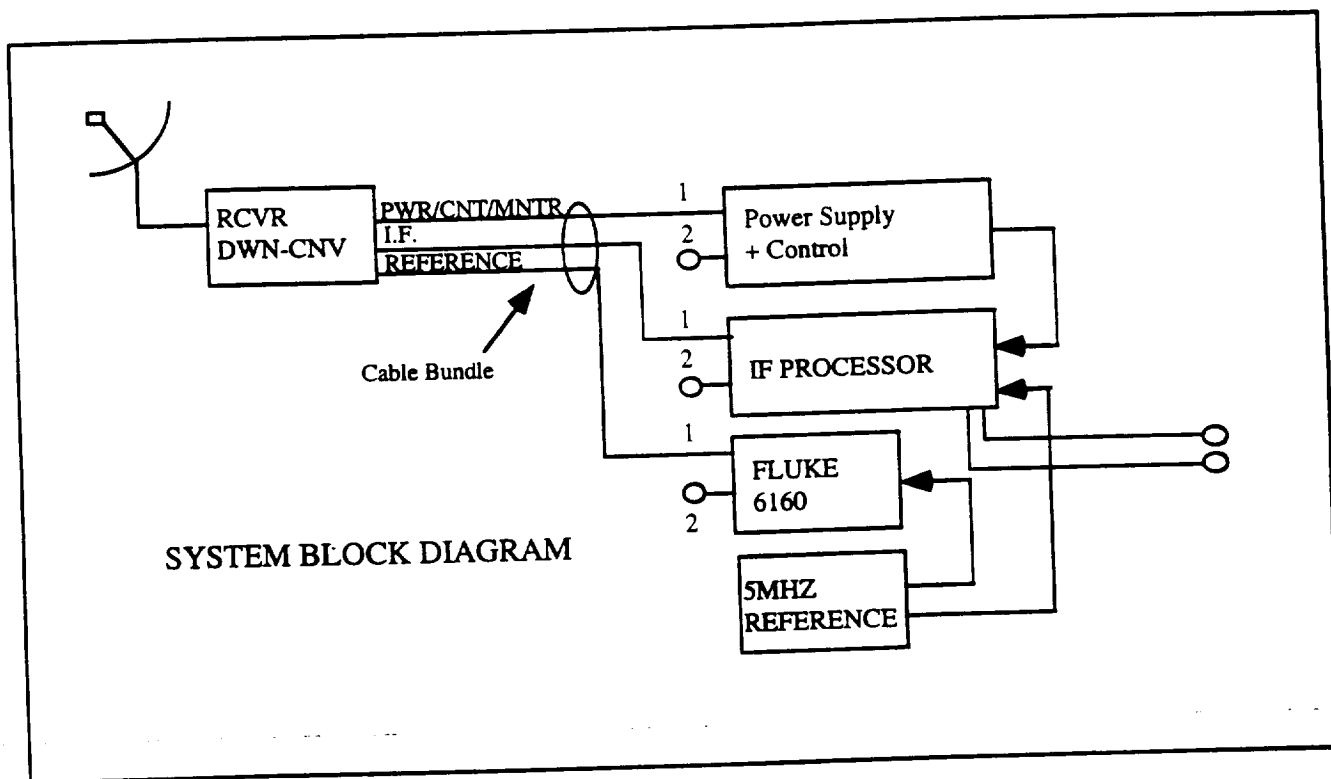 RCVR
DWN-CNV
PWR/CNT/MNTR
I.F.
REFERENCE
Cable Bundle
1
2
Power Supply
+ Control
1
2
IF PROCESSOR
1
2
FLUKE
6160
5MHZ
REFERENCE
SYSTEM BLOCK DIAGRAM